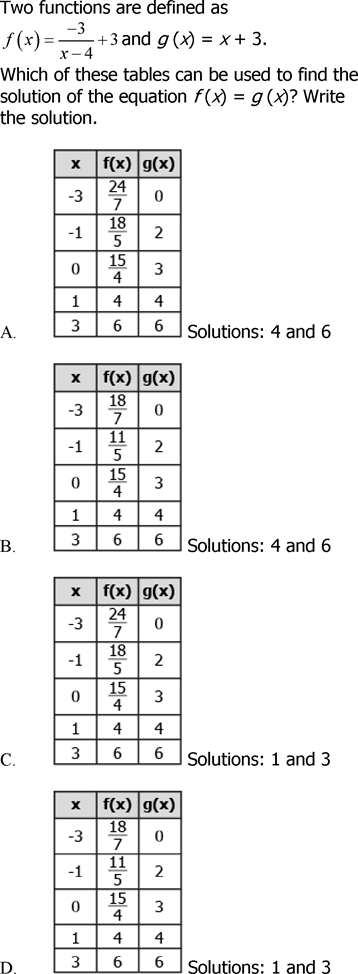 Two functions are defined as
f(x) = -3/(x-4) + 3 and g(x) = x + 3.
Which of these tables can be used to find the
solution of the equation f(x) = g(x)? Write
the solution.
x f(x) g(x)
-3 24/7 0
-1 18/5 2
0 15/4 3
1 4 4
3 6 6
A. Solutions: 4 and 6
x f(x) g(x)
-3 18/7 0
-1 11/5 2
0 15/4 3
1 4 4
3 6 6
B. Solutions: 4 and 6
x f(x) g(x)
-3 24/7 0
-1 18/5 2
0 15/4 3
1 4 4
3 6 6
C. Solutions: 1 and 3
x f(x) g(x)
-3 18/7 0
-1 11/5 2
0 15/4 3
1 4 4
3 6 6
D. Solutions: 1 and 3